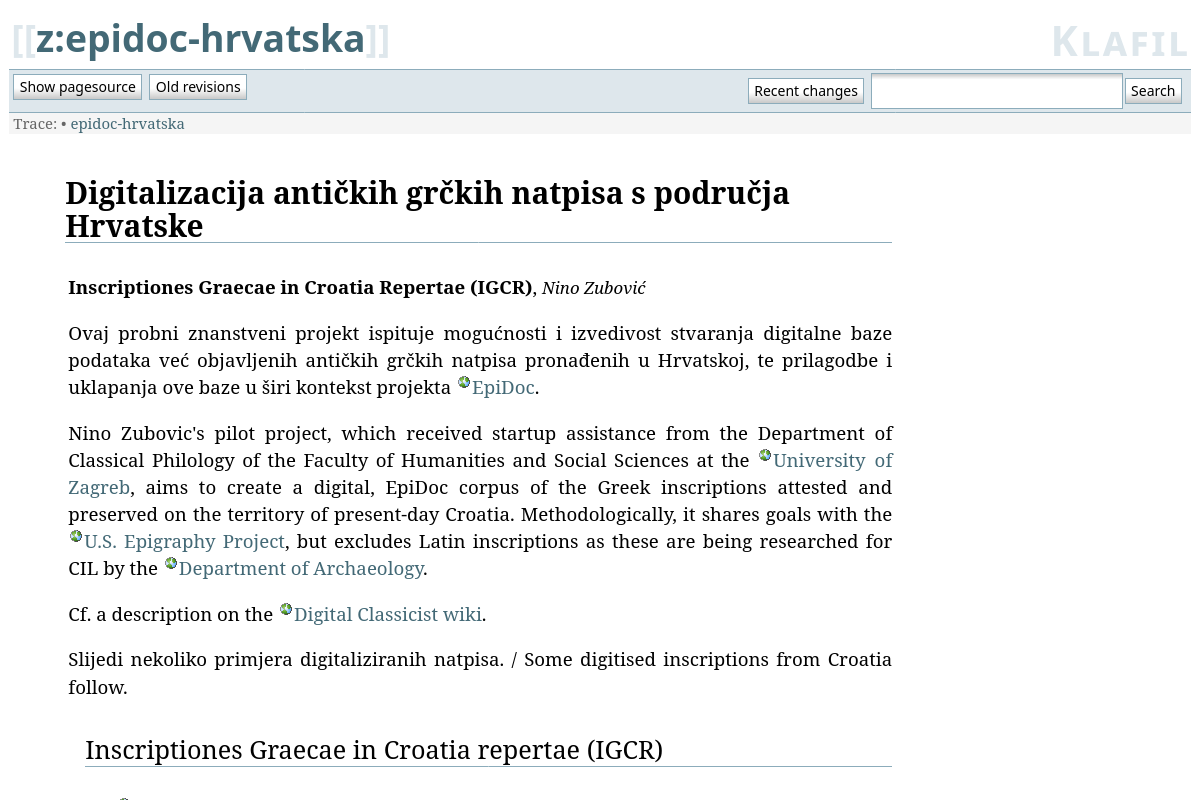 [[z:epidoc-hrvatska]]
KLAFIL
Show pagesource Old revisions Recent changes Search
Trace: • epidoc-hrvatska
Digitalizacija antičkih grčkih natpisa s područja
Hrvatske
Inscriptiones Graecae in Croatia Repertae (IGCR), Nino Zubović
Ovaj probni znanstveni projekt ispituje mogućnosti i izvedivost stvaranja digitalne baze
podataka već objavljenih antičkih grčkih natpisa pronađenih u Hrvatskoj, te prilagodbe i
uklapanja ove baze u širi kontekst projekta EpiDoc.
Nino Zubovic's pilot project, which received startup assistance from the Department of
Classical Philology of the Faculty of Humanities and Social Sciences at the University of
Zagreb, aims to create a digital, EpiDoc corpus of the Greek inscriptions attested and
preserved on the territory of present-day Croatia. Methodologically, it shares goals with the
U.S. Epigraphy Project, but excludes Latin inscriptions as these are being researched for
CIL by the Department of Archaeology.
Cf. a description on the Digital Classicist wiki.
Slijedi nekoliko primjera digitaliziranih natpisa. / Some digitised inscriptions from Croatia
follow.
Inscriptiones Graecae in Croatia repertae (IGCR)